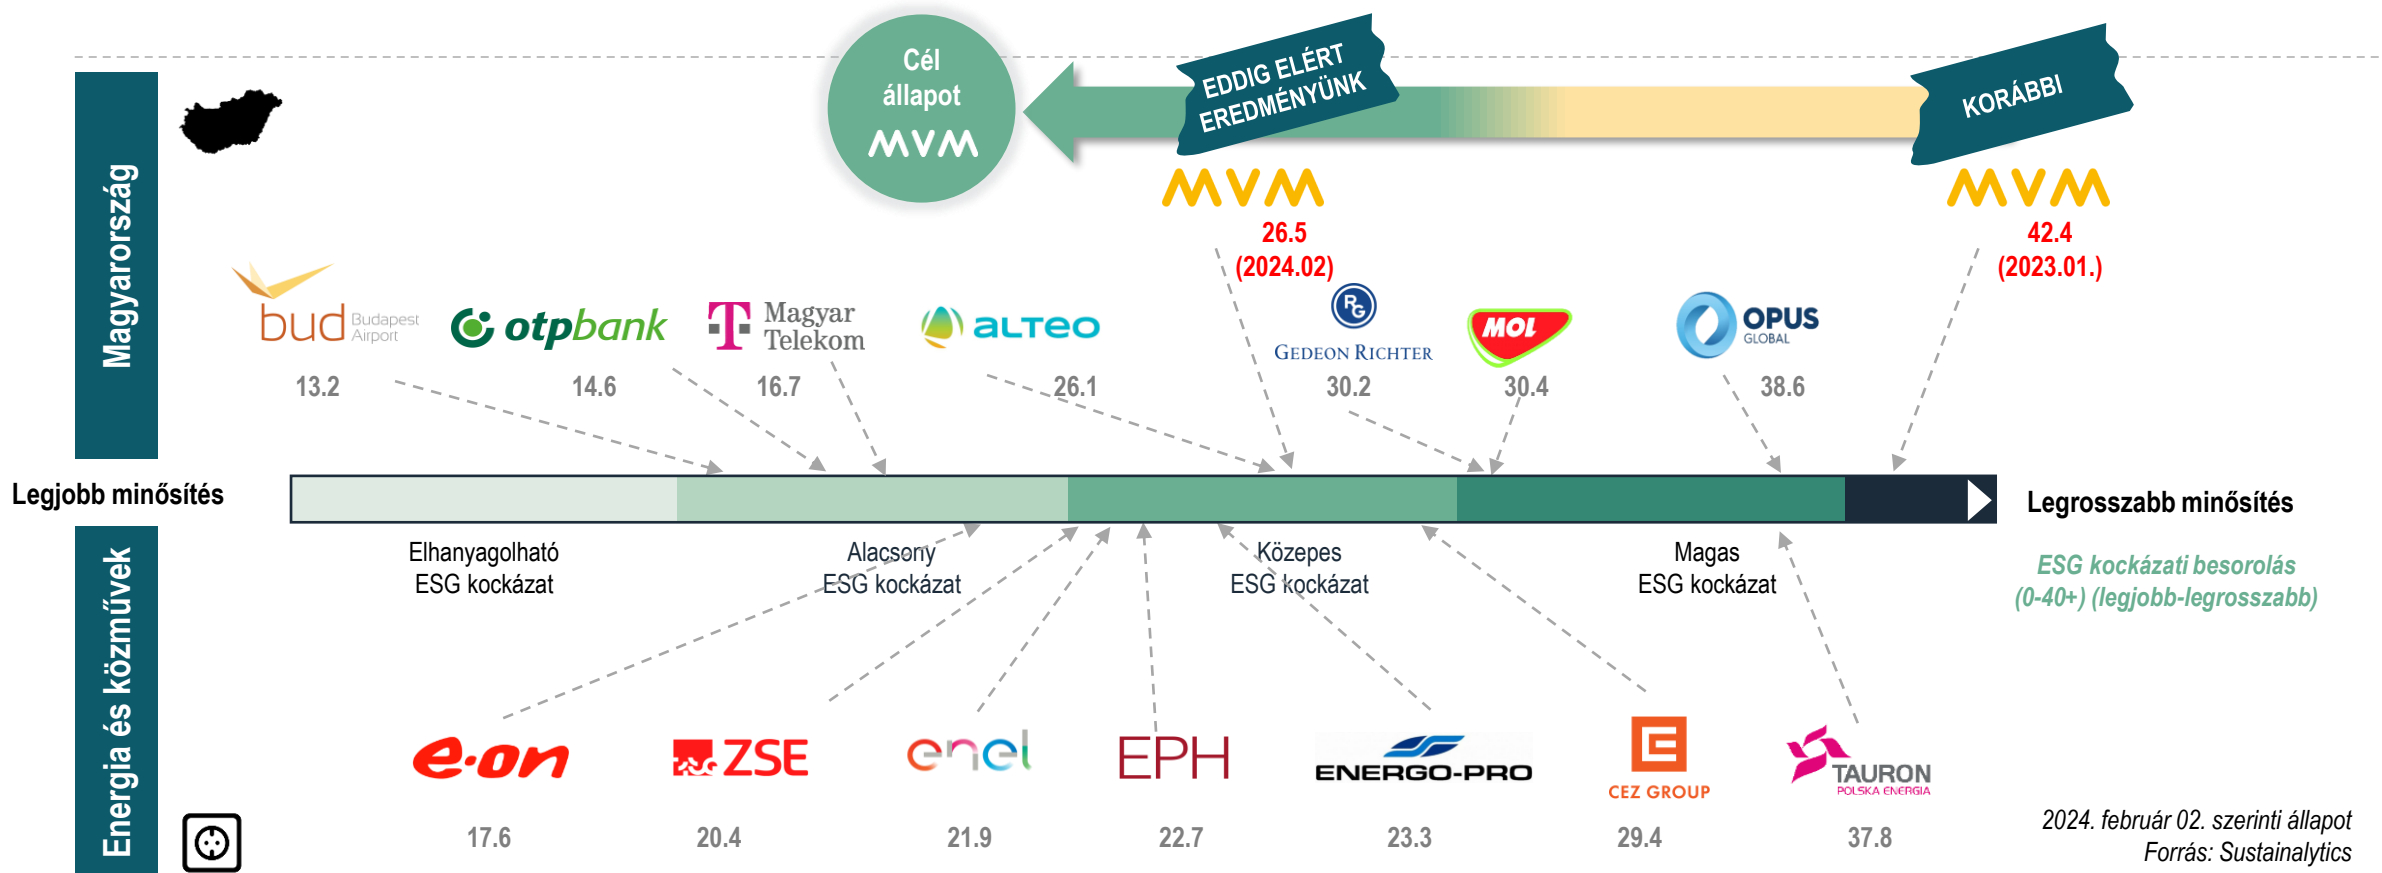 Cél
állapot
MVM
EDDIG ELÉRT
EREDMÉNYÜNK
KORÁBBI
Magyarország
MVM
26.5
(2024.02)
MVM
42.4
(2023.01.)
bud Budapest
Airport
otpbank
Magyar
Telekom
ALTEO
RG
GEDEON RICHTER
MOL
OPUS
GLOBAL
13.2
14.6
16.7
26.1
30.2
30.4
38.6
Legjobb minősítés
Legrosszabb minősítés
Elhanyagolható
ESG kockázat
Alacsony
ESG kockázat
Közepes
ESG kockázat
Magas
ESG kockázat
ESG kockázati besorolás
(0-40+) (legjobb-legrosszabb)
Energia és közművek
e·on
ZSE
enel
EPH
ENERGO-PRO
CEZ GROUP
TAURON
POLSKA ENERGIA
17.6
20.4
21.9
22.7
23.3
29.4
37.8
2024. február 02. szerinti állapot
Forrás: Sustainalytics